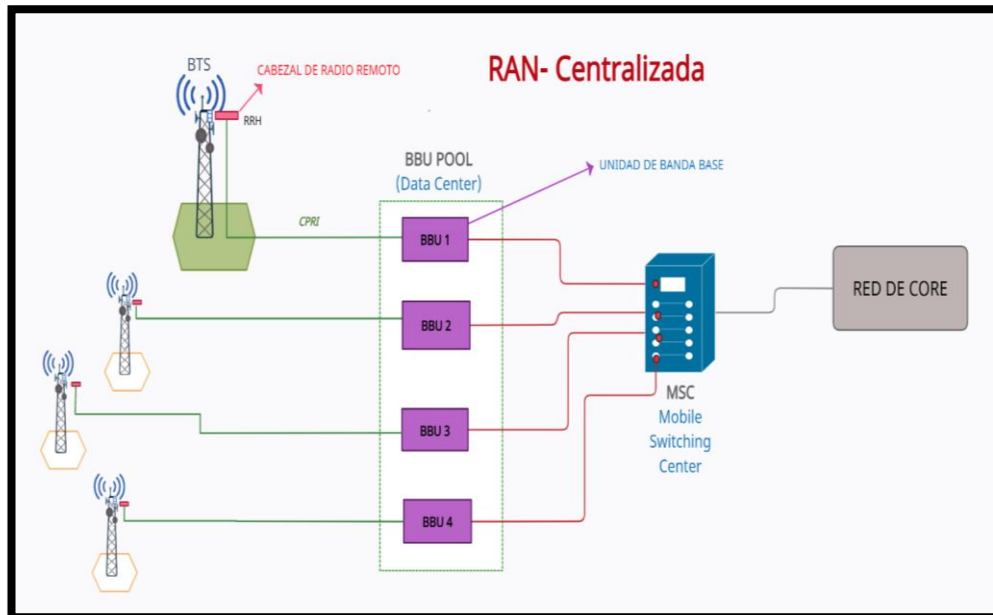 RAN- Centralizada
BTS
CABEZAL DE RADIO REMOTO
RRH
BBU POOL
(Data Center)
UNIDAD DE BANDA BASE
CPRI
BBU 1
BBU 2
BBU 3
BBU 4
MSC
Mobile
Switching
Center
RED DE CORE